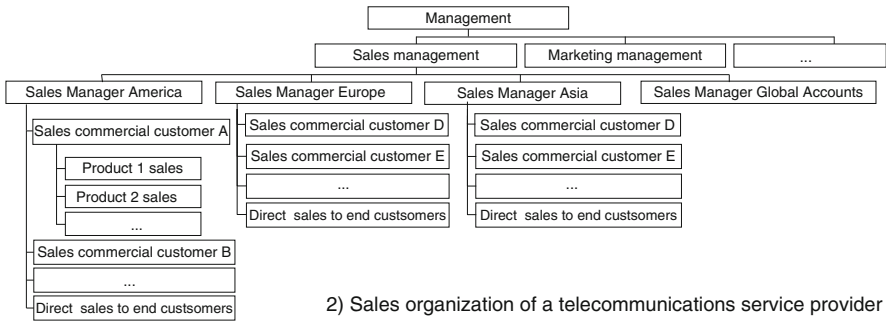 Management
Sales management
Marketing management
...
Sales Manager America
Sales Manager Europe
Sales Manager Asia
Sales Manager Global Accounts
Sales commercial customer A
Product 1 sales
Product 2 sales
...
Sales commercial customer B
...
Direct sales to end custsomers
Sales commercial customer D
Sales commercial customer E
...
Direct sales to end custsomers
Sales commercial customer D
Sales commercial customer E
...
Direct sales to end custsomers
2) Sales organization of a telecommunications service provider